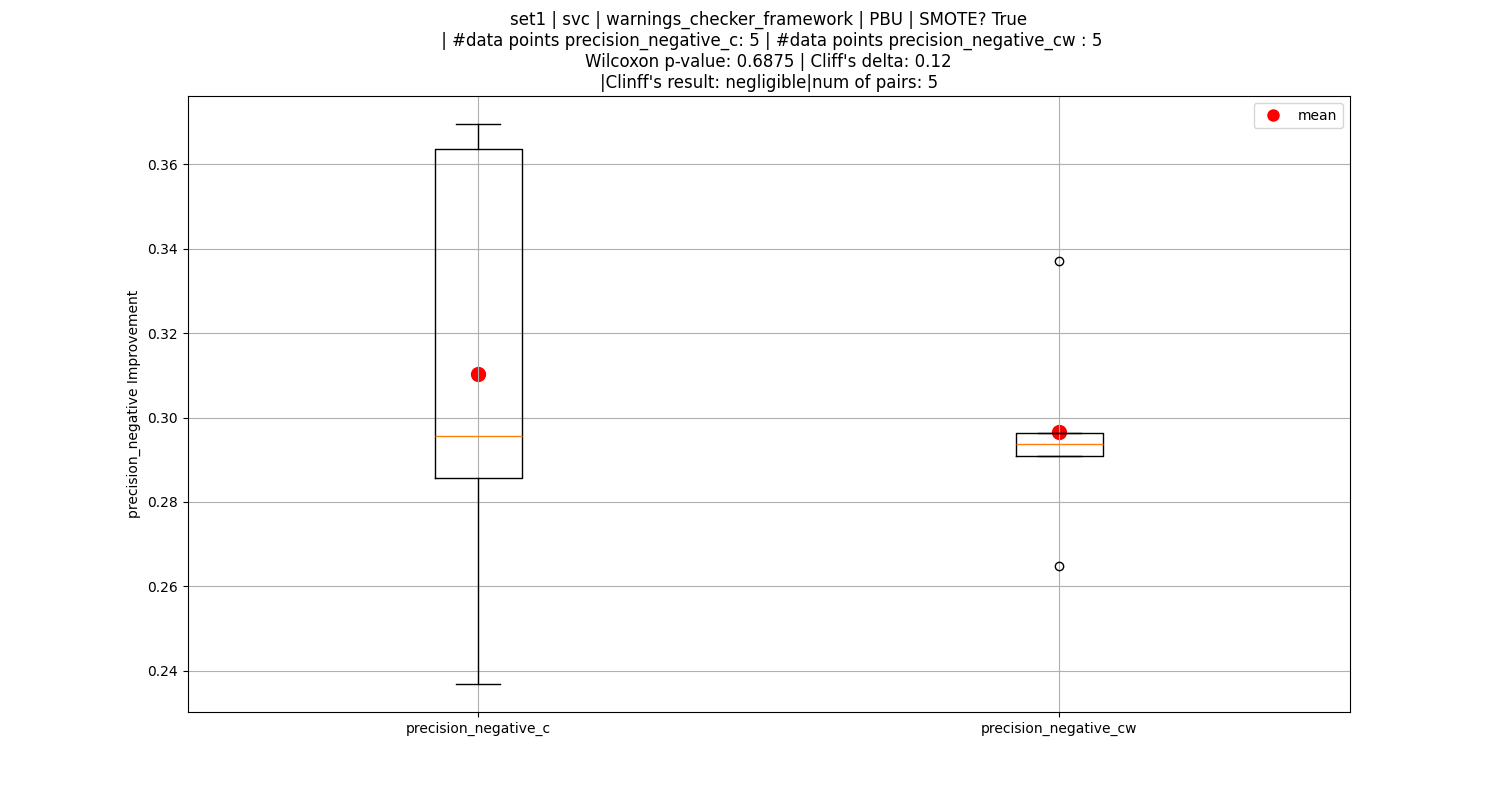 set1 | svc | warnings_checker_framework | PBU | SMOTE? True
| #data points precision_negative_c: 5 | #data points precision_negative_cw : 5
Wilcoxon p-value: 0.6875 | Cliff's delta: 0.12
|Clinff's result: negligible|num of pairs: 5
mean
0.36
0.34
0.32
0.30
0.28
0.26
0.24
precision_negative Improvement
precision_negative_c
precision_negative_cw